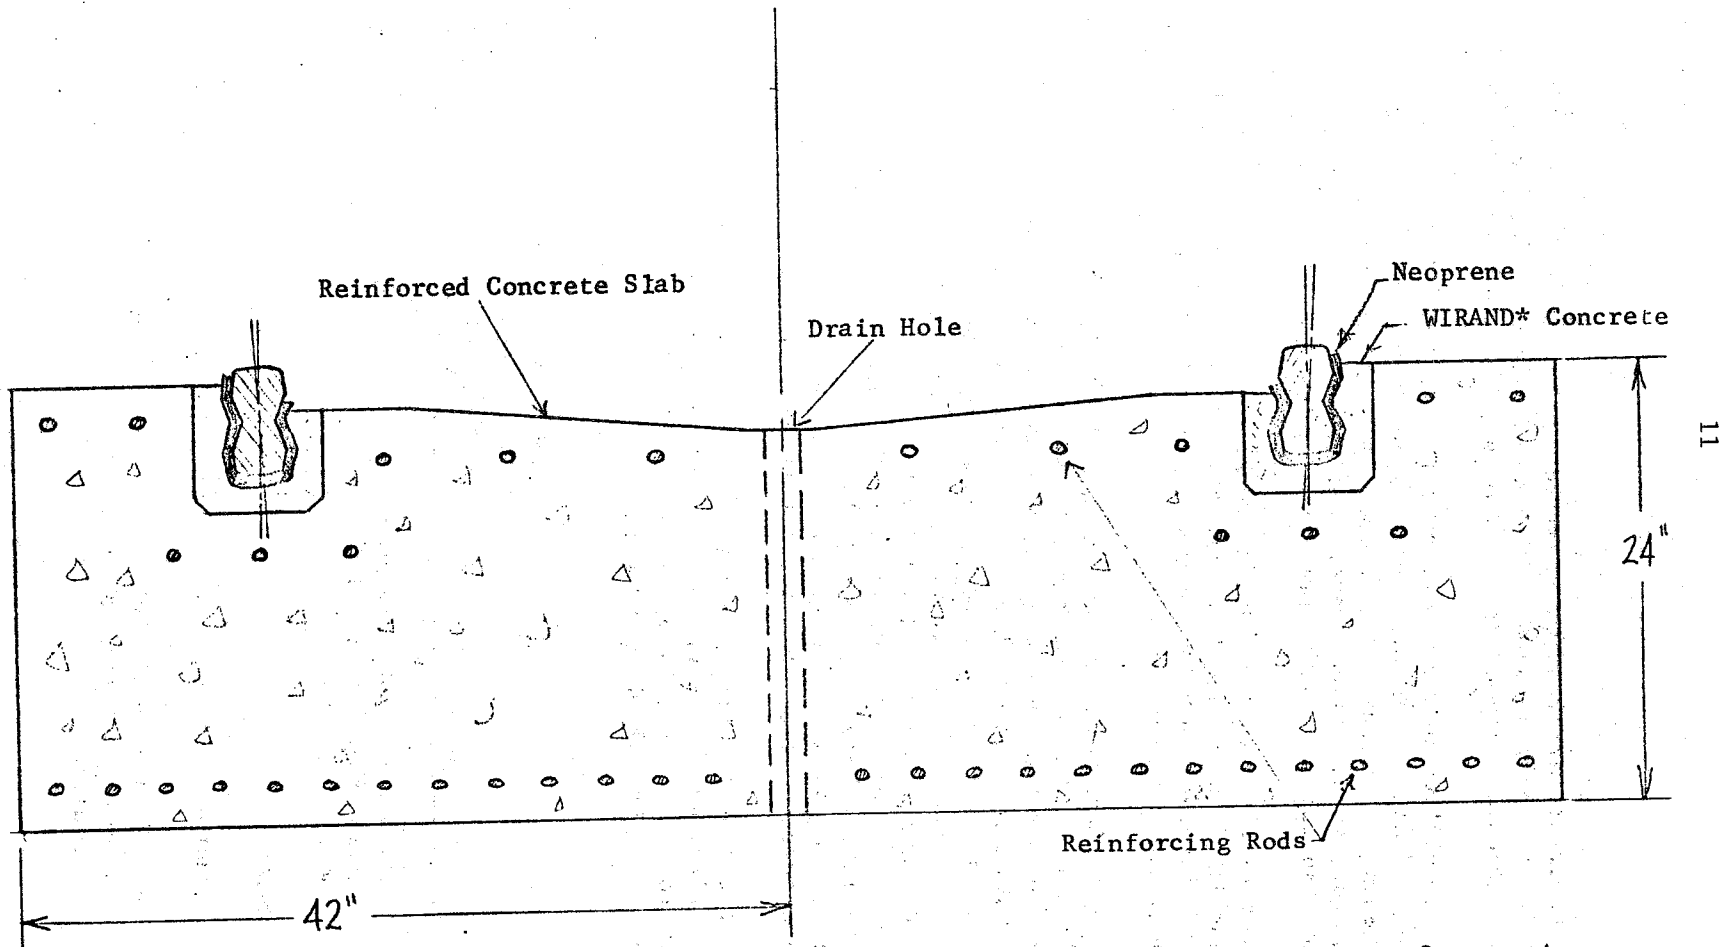 Neoprene
Reinforced Concrete Slab
WIRAND* Concrete
Drain Hole
11
24"
Reinforcing Rods
42"